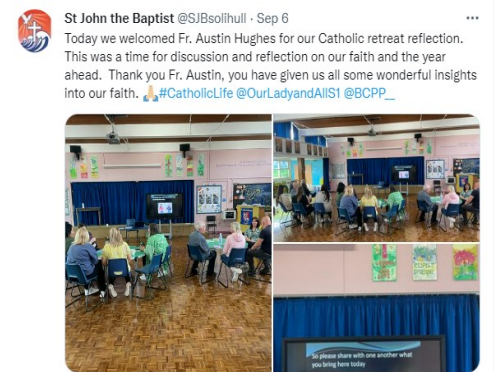 St John the Baptist @SJBsolihull · Sep 6
Today we welcomed Fr. Austin Hughes for our Catholic retreat reflection.
This was a time for discussion and reflection on our faith and the year
ahead.  Thank you Fr. Austin, you have given us all some wonderful insights
into our faith. 🙏🏼#CatholicLife @OurLadyandAllS1 @BCPP__
So please share with one another what
you bring here today